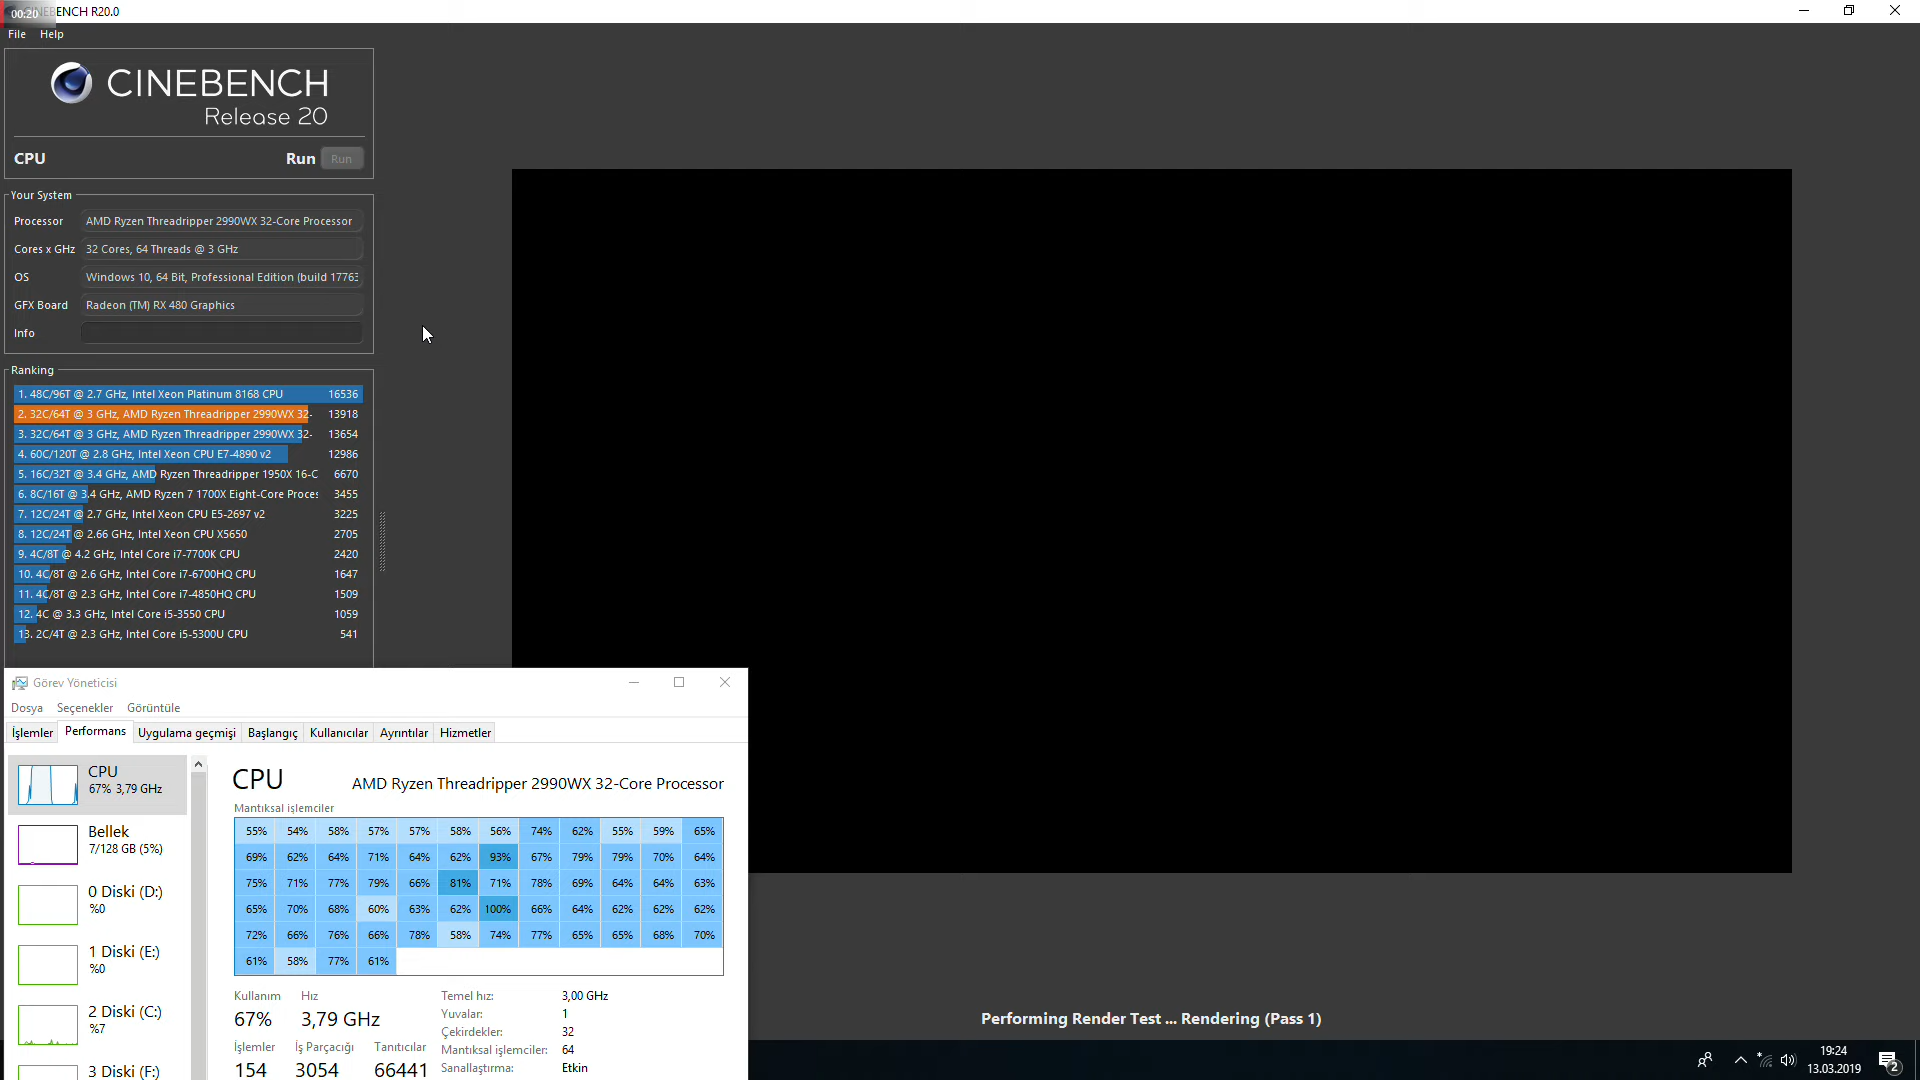 00:20
CINEBENCH R20.0
File Help
CINEBENCH
Release 20
CPU Run Run
Your System
Processor AMD Ryzen Threadripper 2990WX 32-Core Processor
Cores x GHz 32 Cores, 64 Threads @ 3 GHz
OS Windows 10, 64 Bit, Professional Edition (build 17763
GFX Board Radeon (TM) RX 480 Graphics
Info
Ranking
1. 48C/96T @ 2.7 GHz, Intel Xeon Platinum 8168 CPU 16536
2. 32C/64T @ 3 GHz, AMD Ryzen Threadripper 2990WX 32- 13918
3. 32C/64T @ 3 GHz, AMD Ryzen Threadripper 2990WX 32- 13654
4. 60C/120T @ 2.8 GHz, Intel Xeon CPU E7-4890 v2 12986
5. 16C/32T @ 3.4 GHz, AMD Ryzen Threadripper 1950X 16-C 6670
6. 8C/16T @ 3.4 GHz, AMD Ryzen 7 1700X Eight-Core Proces 3455
7. 12C/24T @ 2.7 GHz, Intel Xeon CPU E5-2697 v2 3225
8. 12C/24T @ 2.66 GHz, Intel Xeon CPU X5650 2705
9. 4C/8T @ 4.2 GHz, Intel Core i7-7700K CPU 2420
10. 4C/8T @ 2.6 GHz, Intel Core i7-6700HQ CPU 1647
11. 4C/8T @ 2.3 GHz, Intel Core i7-4850HQ CPU 1509
12. 4C @ 3.3 GHz, Intel Core i5-3550 CPU 1059
13. 2C/4T @ 2.3 GHz, Intel Core i5-5300U CPU 541
Görev Yöneticisi
Dosya Seçenekler Görüntüle
İşlemler Performans Uygulama geçmişi Başlangıç Kullanıcılar Ayrıntılar Hizmetler
CPU
67% 3,79 GHz
Bellek
7/128 GB (5%)
0 Diski (D:)
%0
1 Diski (E:)
%0
2 Diski (C:)
%7
3 Diski (F:)
CPU AMD Ryzen Threadripper 2990WX 32-Core Processor
Mantıksal işlemciler
55% 54% 58% 57% 57% 58% 56% 74% 62% 55% 59% 65%
69% 62% 64% 71% 64% 62% 93% 67% 79% 79% 70% 64%
75% 71% 77% 79% 66% 81% 71% 78% 69% 64% 64% 63%
65% 70% 68% 60% 63% 62% 100% 66% 64% 62% 62% 62%
72% 66% 76% 66% 78% 58% 74% 77% 65% 65% 68% 70%
61% 58% 77% 61%
Kullanım Hız
67% 3,79 GHz
İşlemler İş Parçacığı Tanıtıcılar
154 3054 66441
Temel hız: 3,00 GHz
Yuvalar: 1
Çekirdekler: 32
Mantıksal işlemciler: 64
Sanallaştırma: Etkin
Performing Render Test ... Rendering (Pass 1)
19:24
13.03.2019
2